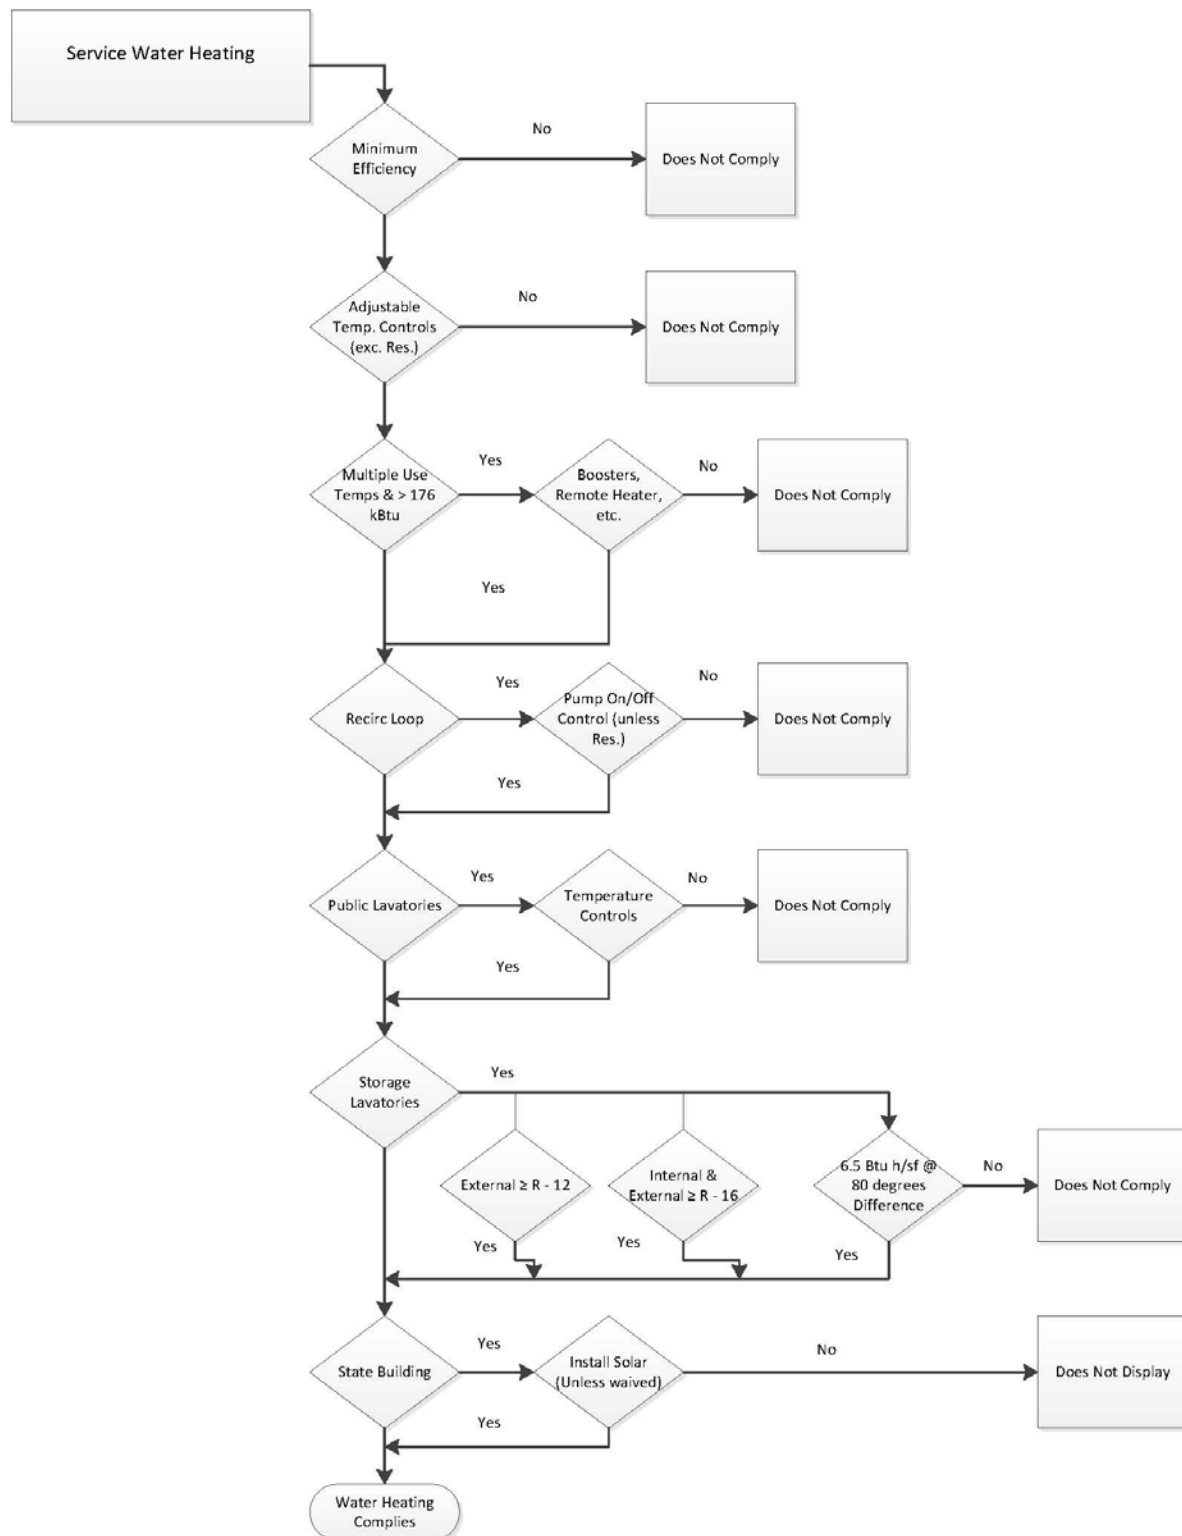 Service Water Heating
No
Minimum
Efficiency
Does Not Comply
No
Adjustable
Temp. Controls
(exc. Res.)
Does Not Comply
Multiple Use
Temps & > 176
kBtu
Yes
Boosters,
Remote Heater,
etc.
No
Does Not Comply
Yes
Recirc Loop
Yes
Pump On/Off
Control (unless
Res.)
No
Does Not Comply
Yes
Public Lavatories
Yes
Temperature
Controls
No
Does Not Comply
Yes
Storage
Lavatories
Yes
External ≥ R - 12
Internal &
External ≥ R - 16
6.5 Btu h/sf @
80 degrees
Difference
No
Does Not Comply
Yes
Yes
Yes
State Building
Yes
Install Solar
(Unless waived)
No
Does Not Display
Yes
Water Heating
Complies